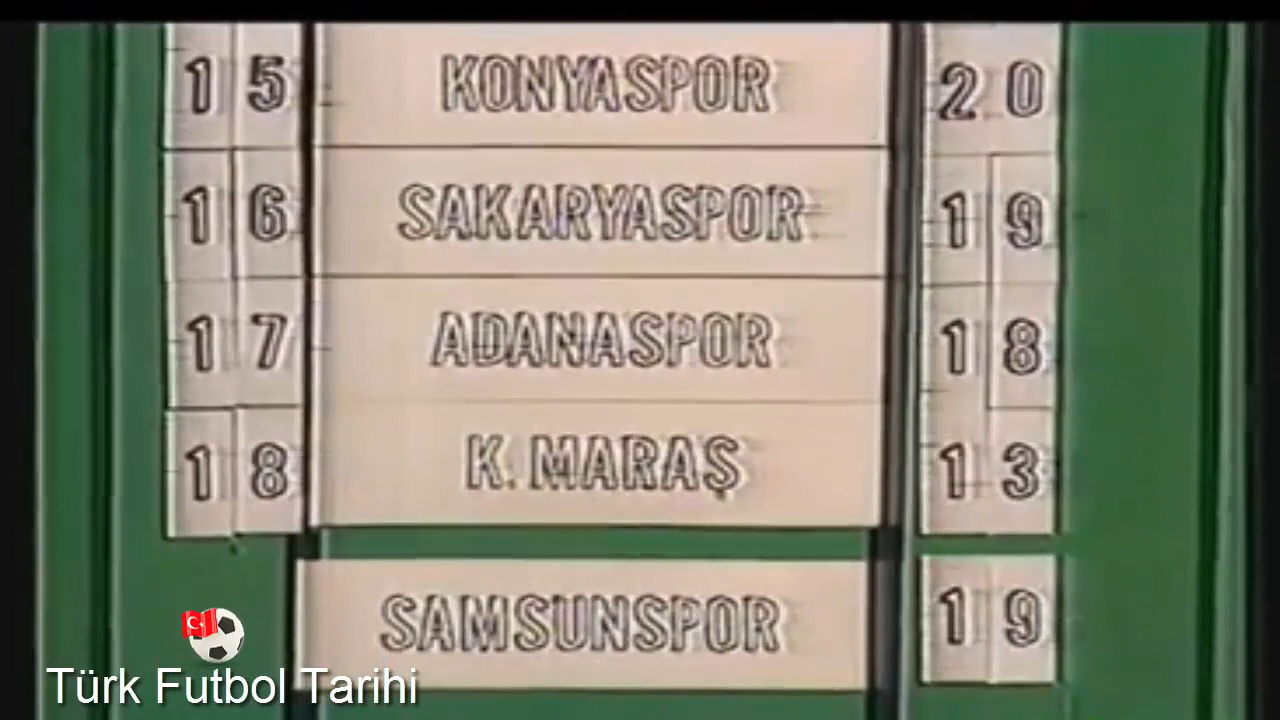 15 KONYASPOR 20
16 SAKARYASPOR 19
17 ADANASPOR 18
18 K. MARAŞ 13
SAMSUNSPOR 19
Türk Futbol Tarihi